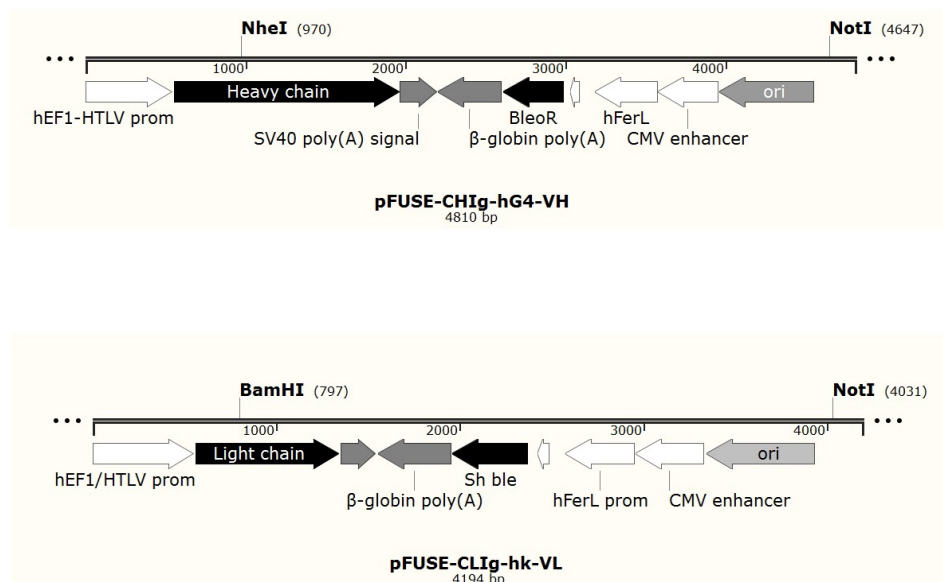 NheI (970) NotI (4647)
••• •••
1000 2000 3000 4000
Heavy chain ori
hEF1-HTLV prom BleoR hFerL
SV40 poly(A) signal β-globin poly(A) CMV enhancer
pFUSE-CHIg-hG4-VH
4810 bp
BamHI (797) NotI (4031)
••• •••
1000 2000 3000 4000
Light chain ori
hEF1/HTLV prom Sh ble
β-globin poly(A) hFerL prom CMV enhancer
pFUSE-CLIg-hk-VL
4194 bp